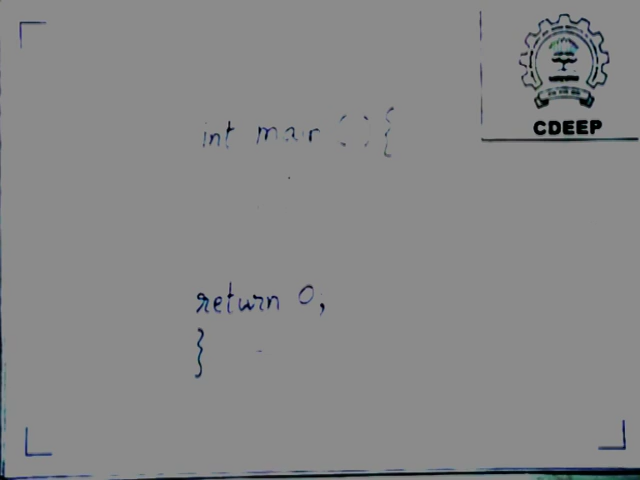 CDEEP
int main () {
return 0;
}